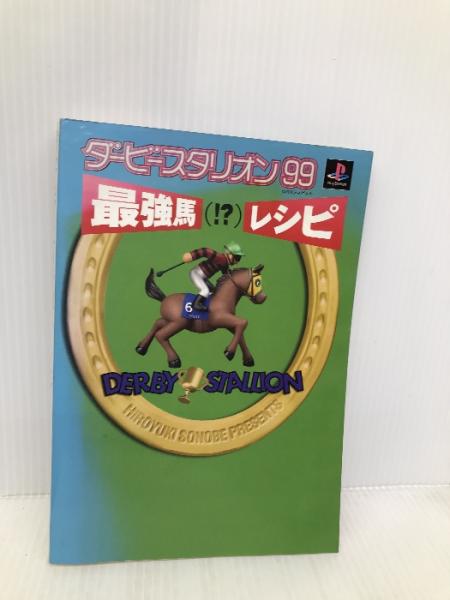 ダービースタリオン99
最強馬(!?)レシピ
6
DERBY STALLION
HIROYUKI SONOBE PRESENTS